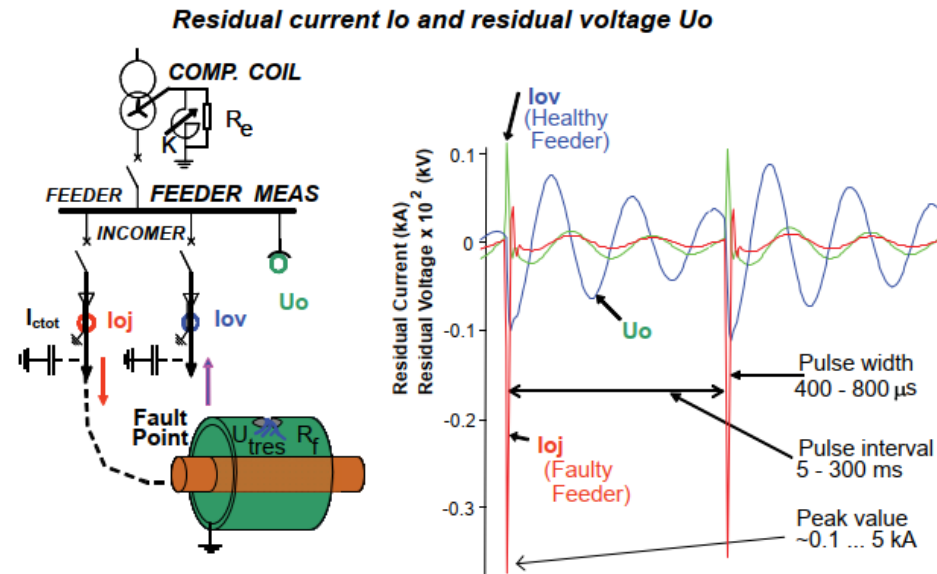 Residual current Io and residual voltage Uo
COMP. COIL
Re
K
FEEDER
FEEDER MEAS
INCOMER
Uo
Ictot
Ioj
Iov
Fault
Point
Utres
Rf
Residual Current (kA)
Residual Voltage x 10 2 (kV)
0.1
0
-0.1
-0.2
-0.3
Iov
(Healthy
Feeder)
Uo
Pulse width
400 - 800 μs
Pulse interval
5 - 300 ms
Ioj
(Faulty
Feeder)
Peak value
~0.1 ... 5 kA